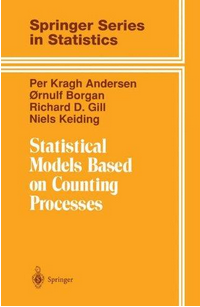 Springer Series
in Statistics
Per Kragh Andersen
Ørnulf Borgan
Richard D. Gill
Niels Keiding
Statistical
Models Based
on Counting
Processes
Springer